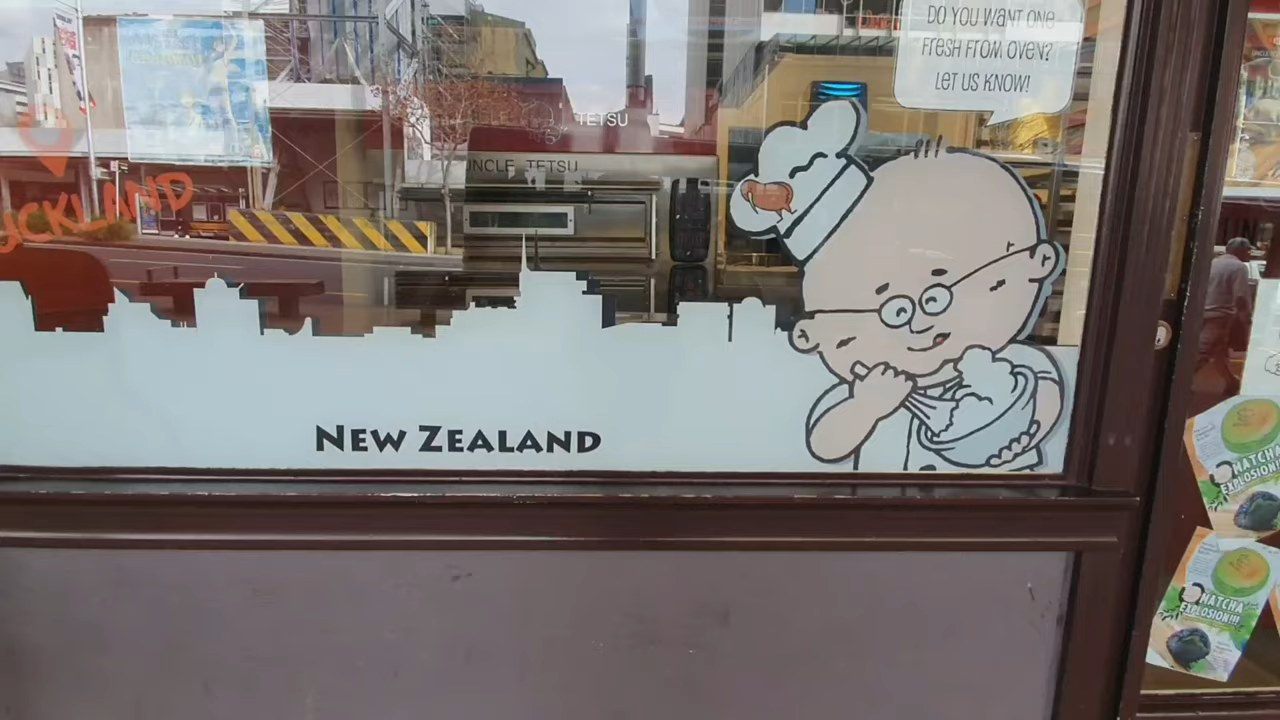 DO YOU WANT ONE
FRESH FROM OVEN?
LET US KNOW!
UNCLE TETSU
TETSU
UCKLAND
NEW ZEALAND
MATCHA
EXPLOSION!!!
MATCHA
EXPLOSION!!!